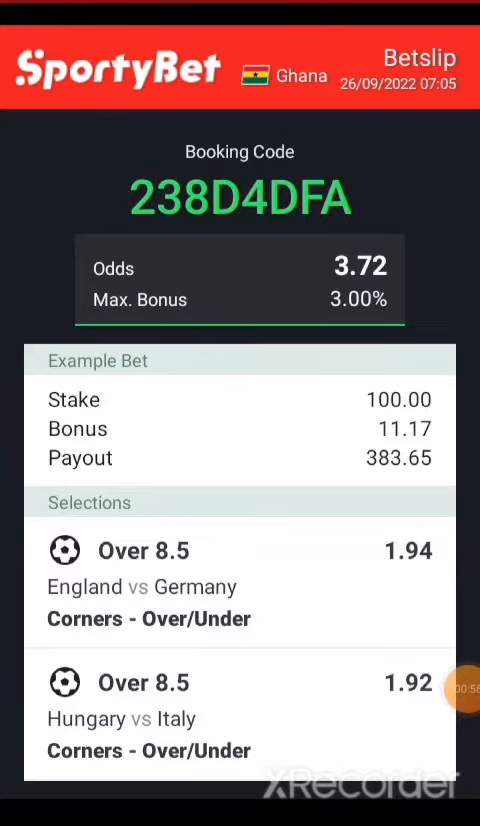 SportyBet
Ghana
Betslip
26/09/2022 07:05
Booking Code
238D4DFA
Odds 3.72
Max. Bonus 3.00%
Example Bet
Stake 100.00
Bonus 11.17
Payout 383.65
Selections
Over 8.5 1.94
England vs Germany
Corners - Over/Under
Over 8.5 1.92
00:56
Hungary vs Italy
Corners - Over/Under
XRecorder